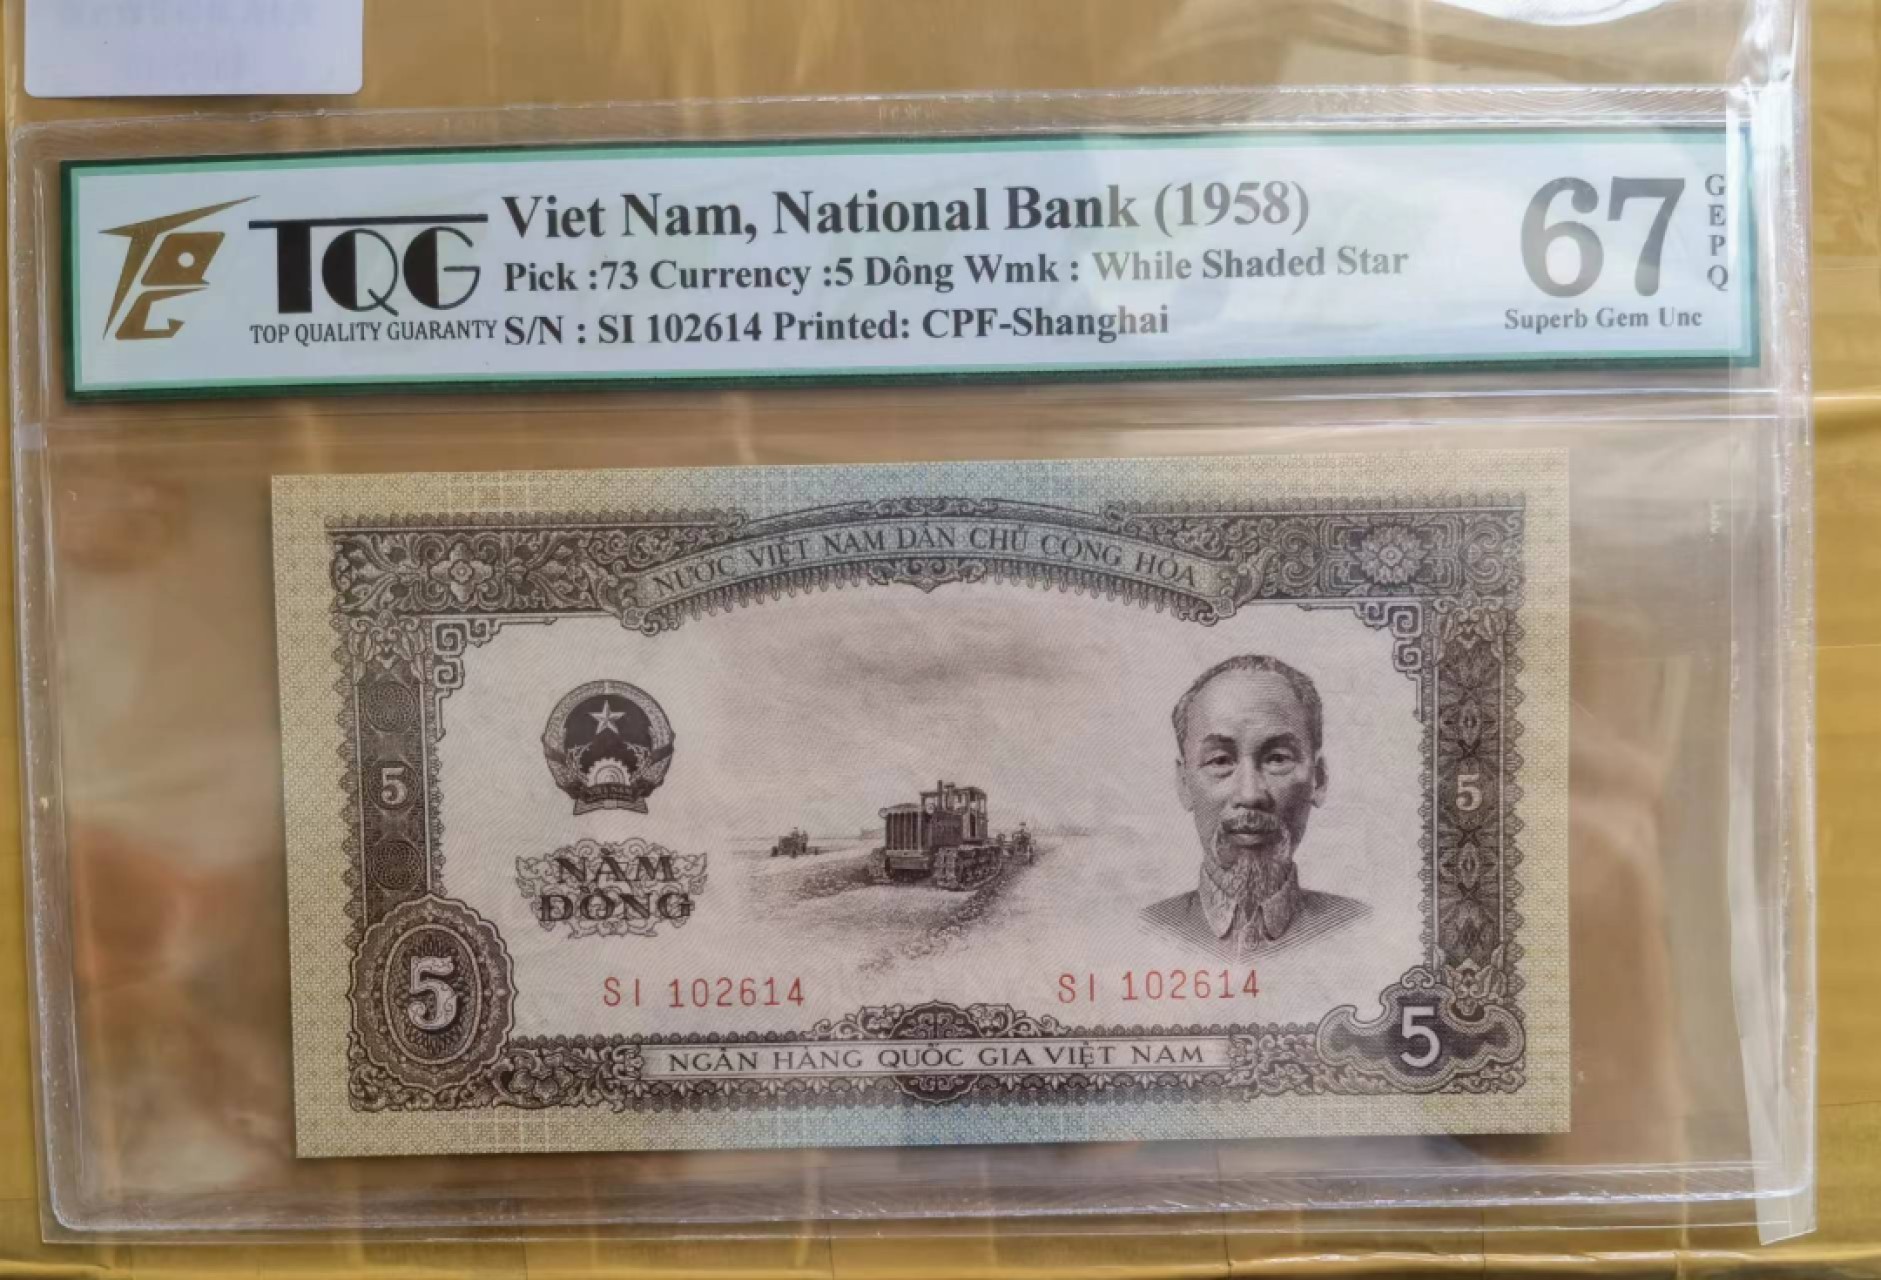 Viet Nam, National Bank (1958)
67
GEPQ
TQG
Pick :73 Currency :5 Dông Wmk : While Shaded Star
TOP QUALITY GUARANTY
S/N : SI 102614 Printed: CPF-Shanghai
Superb Gem Unc
NƯỚC VIỆT NAM DÂN CHỦ CỘNG HÒA
5
5
NĂM
ĐỒNG
SI 102614
SI 102614
5
5
NGÂN HÀNG QUỐC GIA VIỆT NAM